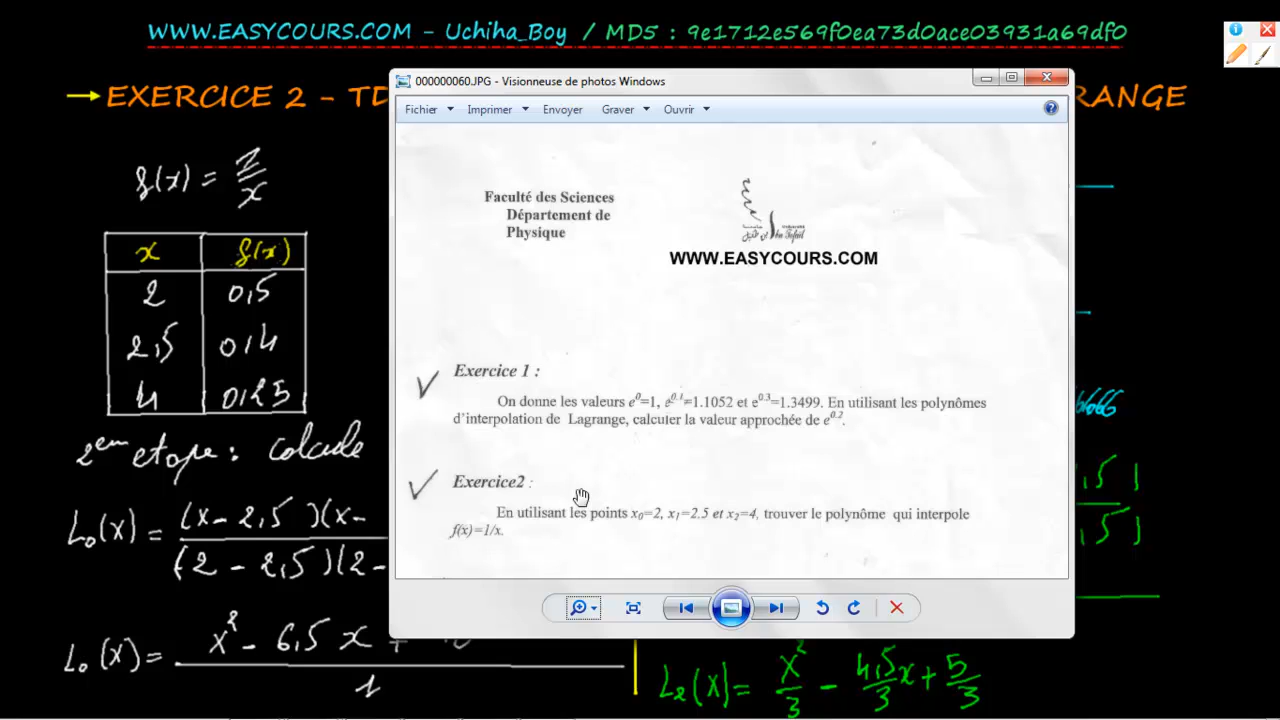 WWW.EASYCOURS.COM - Uchiha_Boy / MD5 : 9e1712e569f0ea73d0ace03931a69df0
→ EXERCICE 2 - TD
RANGE
f(x) =
x
x f(x)
2 0,5
2,5 0,4
4 0,25
2em etape : calcule
L₀(x) = (x - 2,5)(x -
(2 - 2,5)(2 -
L₀(x) = x² - 6,5 x +
1
000000060.JPG - Visionneuse de photos Windows
Fichier Imprimer Envoyer Graver Ouvrir
Faculté des Sciences
Département de
Physique
WWW.EASYCOURS.COM
Exercice 1 :
On donne les valeurs e⁰=1, e^0.1=1.1052 et e^0.3=1.3499. En utilisant les polynômes
d'interpolation de Lagrange, calculer la valeur approchée de e^0.2.
Exercice2 :
En utilisant les points x₀=2, x₁=2.5 et x₂=4, trouver le polynôme qui interpole
f(x)=1/x.
,5)
,5)
L₂(x) = x²/3 - 4,5/3 x + 5/3